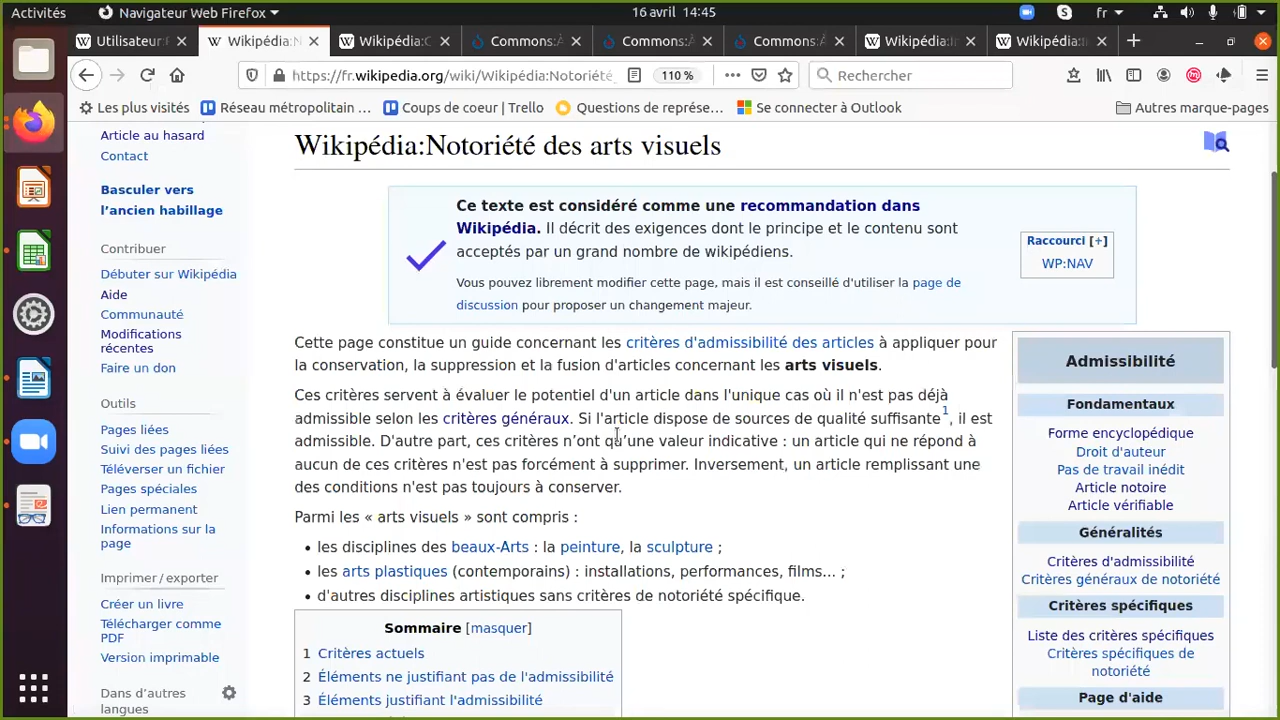 Activités
Navigateur Web Firefox
16 avril 14:45
fr
Utilisateur:
Wikipédia:N
Wikipédia:C
Commons:
Commons:
Commons:
Wikipédia:
Wikipédia:
https://fr.wikipedia.org/wiki/Wikipédia:Notoriété
110 %
Rechercher
Les plus visités
Réseau métropolitain ...
Coups de coeur | Trello
Questions de représe...
Se connecter à Outlook
Autres marque-pages
Article au hasard
Contact
Basculer vers
l'ancien habillage
Contribuer
Débuter sur Wikipédia
Aide
Communauté
Modifications
récentes
Faire un don
Outils
Pages liées
Suivi des pages liées
Téléverser un fichier
Pages spéciales
Lien permanent
Informations sur la
page
Imprimer / exporter
Créer un livre
Télécharger comme
PDF
Version imprimable
Dans d'autres
langues
Wikipédia:Notoriété des arts visuels
Ce texte est considéré comme une recommandation dans
Wikipédia. Il décrit des exigences dont le principe et le contenu sont
acceptés par un grand nombre de wikipédiens.
Vous pouvez librement modifier cette page, mais il est conseillé d'utiliser la page de
discussion pour proposer un changement majeur.
Raccourci [+]
WP:NAV
Cette page constitue un guide concernant les critères d'admissibilité des articles à appliquer pour
la conservation, la suppression et la fusion d'articles concernant les arts visuels.
Ces critères servent à évaluer le potentiel d'un article dans l'unique cas où il n'est pas déjà
admissible selon les critères généraux. Si l'article dispose de sources de qualité suffisante1, il est
admissible. D'autre part, ces critères n'ont qu'une valeur indicative : un article qui ne répond à
aucun de ces critères n'est pas forcément à supprimer. Inversement, un article remplissant une
des conditions n'est pas toujours à conserver.
Parmi les « arts visuels » sont compris :
• les disciplines des beaux-Arts : la peinture, la sculpture ;
• les arts plastiques (contemporains) : installations, performances, films... ;
• d'autres disciplines artistiques sans critères de notoriété spécifique.
Sommaire [masquer]
1 Critères actuels
2 Éléments ne justifiant pas de l'admissibilité
3 Éléments justifiant l'admissibilité
Admissibilité
Fondamentaux
Forme encyclopédique
Droit d'auteur
Pas de travail inédit
Article notoire
Article vérifiable
Généralités
Critères d'admissibilité
Critères généraux de notoriété
Critères spécifiques
Liste des critères spécifiques
Critères spécifiques de
notoriété
Page d'aide